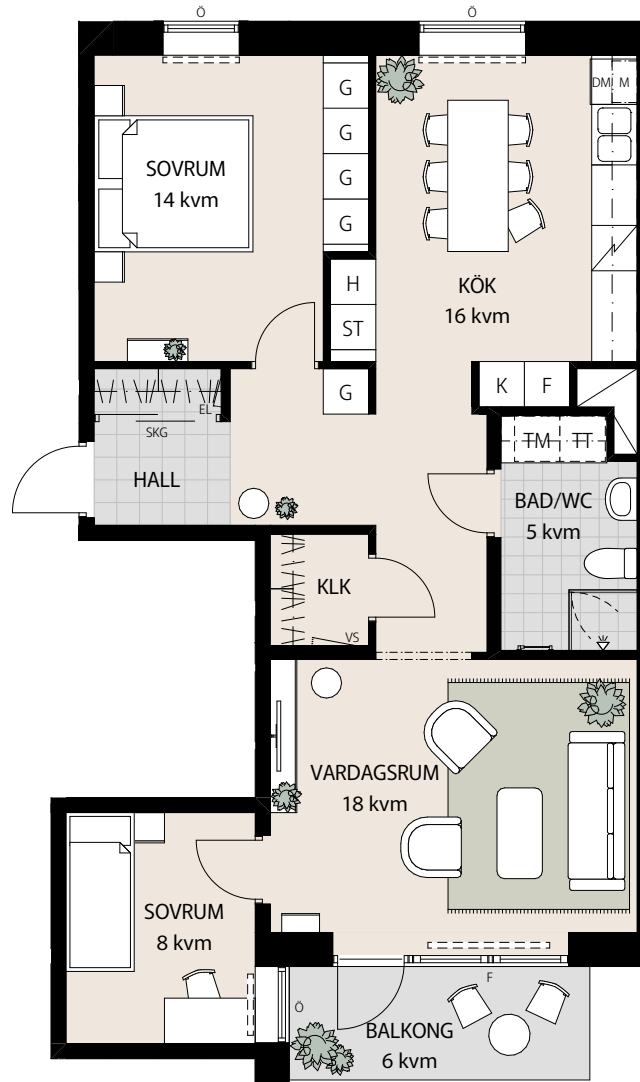 Ö
Ö
DM M
G
G
G
G
SOVRUM
14 kvm
H
ST
KÖK
16 kvm
G
K F
EL
SKG
HALL
TM TT
BAD/WC
5 kvm
KLK
VS
VARDAGSRUM
18 kvm
SOVRUM
8 kvm
F
Ö
BALKONG
6 kvm